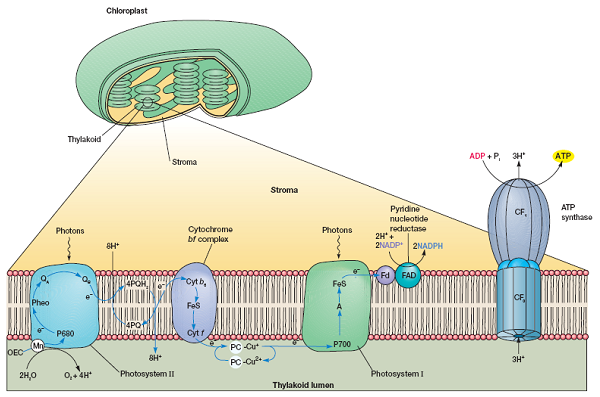 Chloroplast
Thylakoid
Stroma
Stroma
ADP + Pi
3H+
ATP
CF1
ATP
synthase
CF0
3H+
Photons
8H+
Cytochrome
bf complex
Photons
Pyridine
nucleotide
reductase
2H+ +
2NADP+
2NADPH
QA
QB
4PQH2
e–
e–
Pheo
4PQ
e–
P680
OEC
Mn
2H2O
O2 + 4H+
8H+
Photosystem II
Cyt b6
FeS
Cyt f
e–
PC -Cu+
PC -Cu2+
e–
FeS
A
P700
e–
Fd
FAD
Photosystem I
Thylakoid lumen